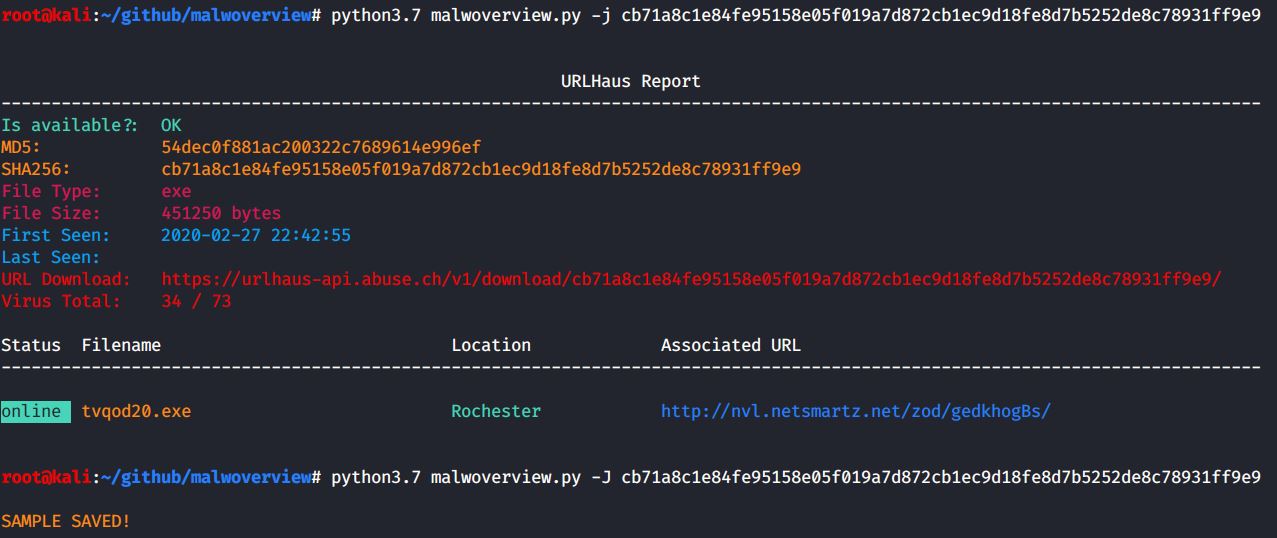 root@kali:~/github/malwoverview# python3.7 malwoverview.py -j cb71a8c1e84fe95158e05f019a7d872cb1ec9d18fe8d7b5252de8c78931ff9e9
URLHaus Report
------------------------------------------------------------------------------------------------------------------------------
Is available?: OK
MD5: 54dec0f881ac200322c7689614e996ef
SHA256: cb71a8c1e84fe95158e05f019a7d872cb1ec9d18fe8d7b5252de8c78931ff9e9
File Type: exe
File Size: 451250 bytes
First Seen: 2020-02-27 22:42:55
Last Seen:
URL Download: https://urlhaus-api.abuse.ch/v1/download/cb71a8c1e84fe95158e05f019a7d872cb1ec9d18fe8d7b5252de8c78931ff9e9/
Virus Total: 34 / 73
Status Filename Location Associated URL
------------------------------------------------------------------------------------------------------------------------------
online tvqod20.exe Rochester http://nvl.netsmartz.net/zod/gedkhogBs/
root@kali:~/github/malwoverview# python3.7 malwoverview.py -J cb71a8c1e84fe95158e05f019a7d872cb1ec9d18fe8d7b5252de8c78931ff9e9
SAMPLE SAVED!